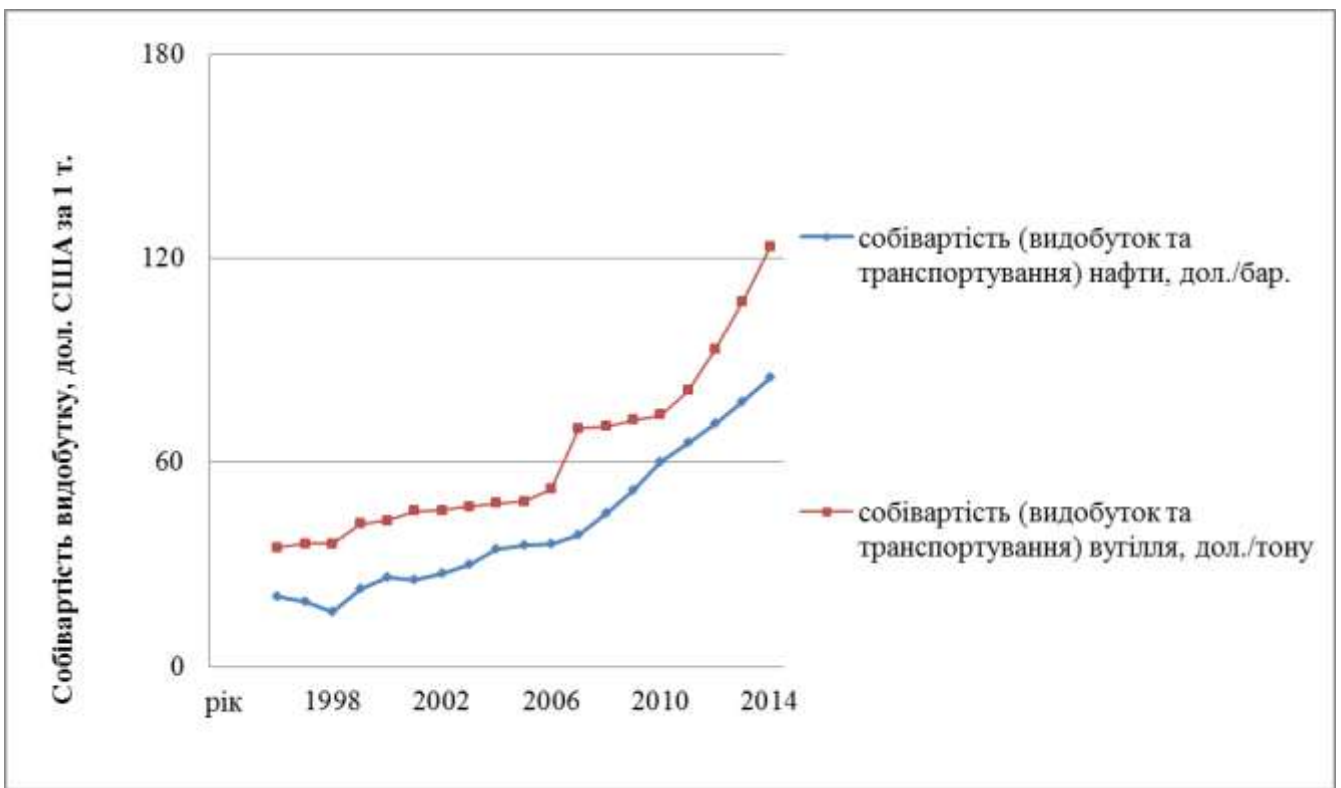 Собівартість видобутку, дол. США за 1 т.
180
120
60
0
рік
1998
2002
2006
2010
2014
собівартість (видобуток та
транспортування) нафти, дол./бар.
собівартість (видобуток та
транспортування) вугілля, дол./тону